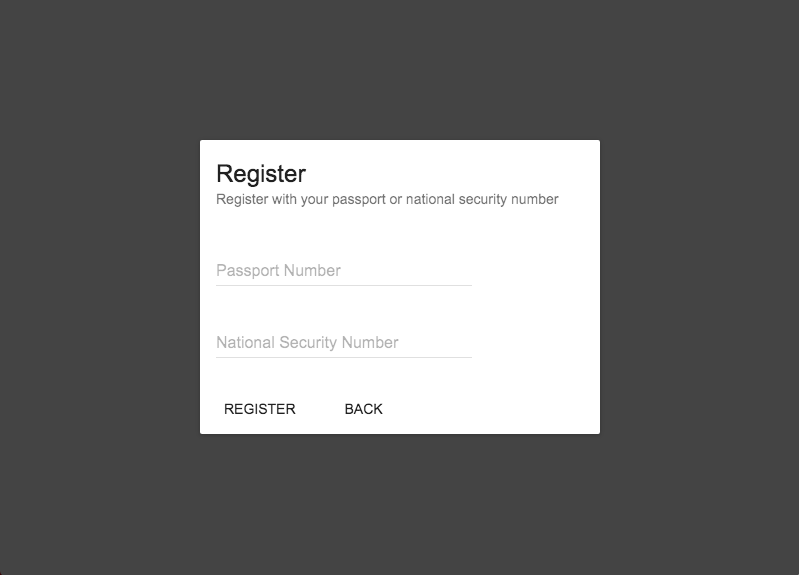 Register
Register with your passport or national security number
Passport Number
National Security Number
REGISTER BACK